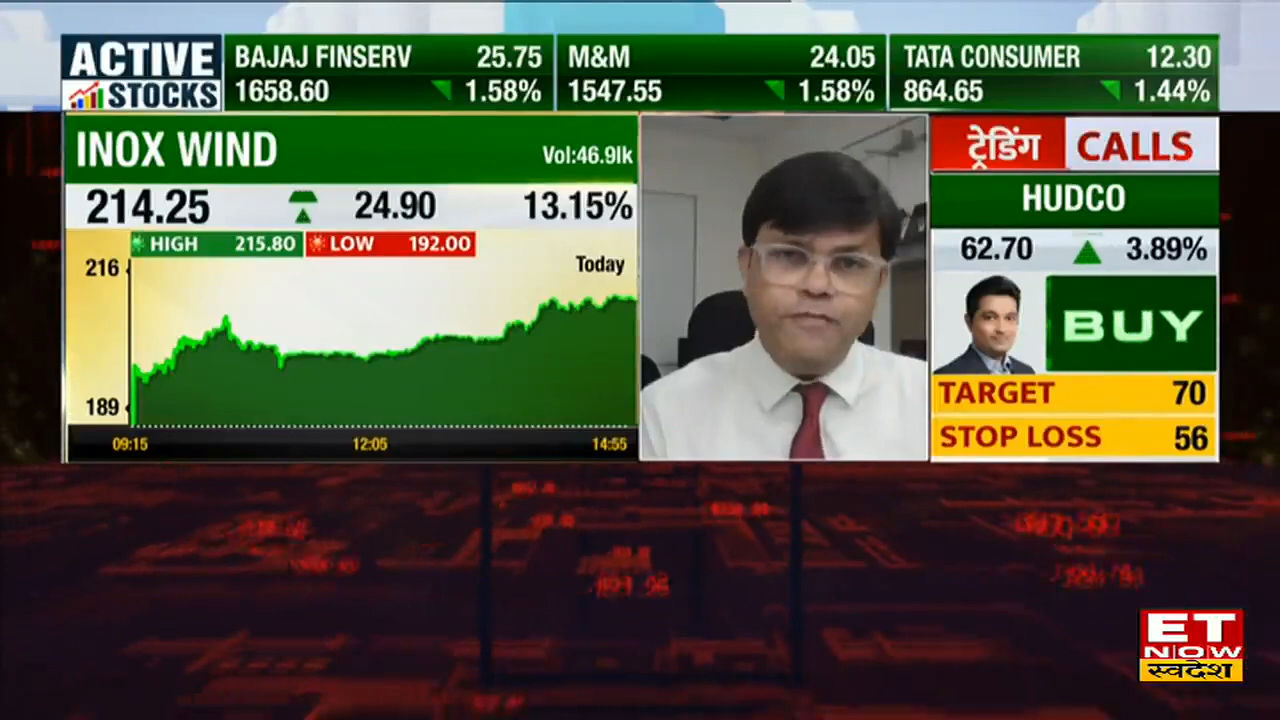 ACTIVE
STOCKS
BAJAJ FINSERV 25.75
1658.60 1.58%
M&M 24.05
1547.55 1.58%
TATA CONSUMER 12.30
864.65 1.44%
INOX WIND Vol:46.9lk
214.25 24.90 13.15%
HIGH 215.80 LOW 192.00
Today
216
189
09:15 12:05 14:55
ट्रेडिंग CALLS
HUDCO
62.70 3.89%
BUY
TARGET 70
STOP LOSS 56
ET
NOW
स्वदेश